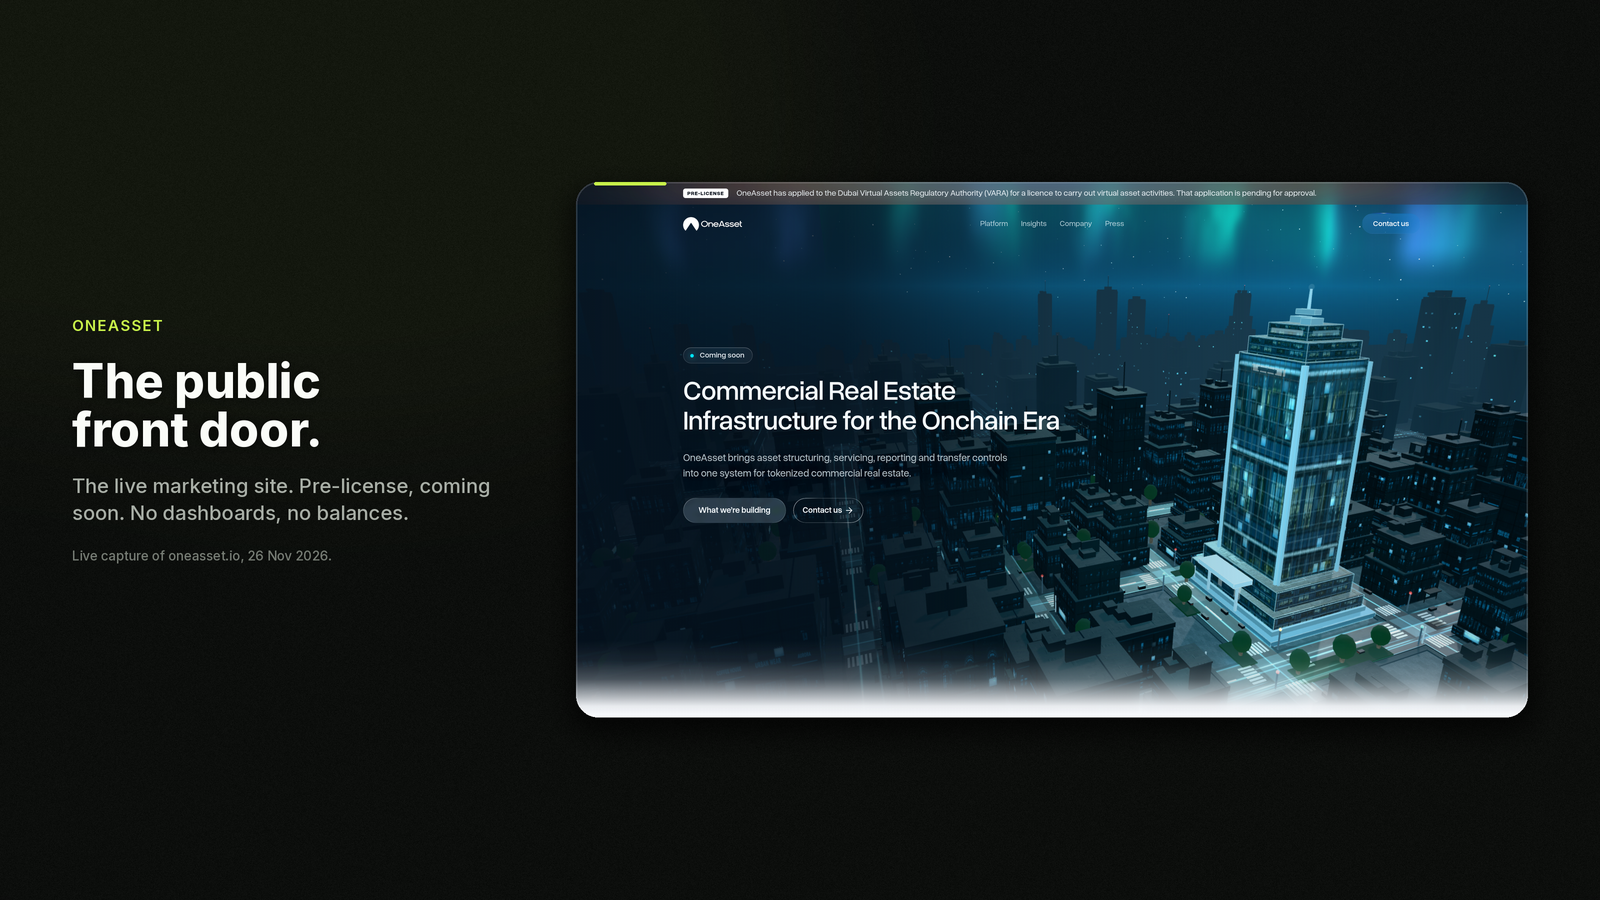 ONEASSET
The public
front door.
The live marketing site. Pre-license, coming
soon. No dashboards, no balances.
Live capture of oneasset.io, 26 Nov 2026.
PRE-LICENSE OneAsset has applied to the Dubai Virtual Assets Regulatory Authority (VARA) for a licence to carry out virtual asset activities. That application is pending for approval.
OneAsset Platform Insights Company Press Contact us
Coming soon
Commercial Real Estate
Infrastructure for the Onchain Era
OneAsset brings asset structuring, servicing, reporting and transfer controls
into one system for tokenized commercial real estate.
What we're building Contact us →